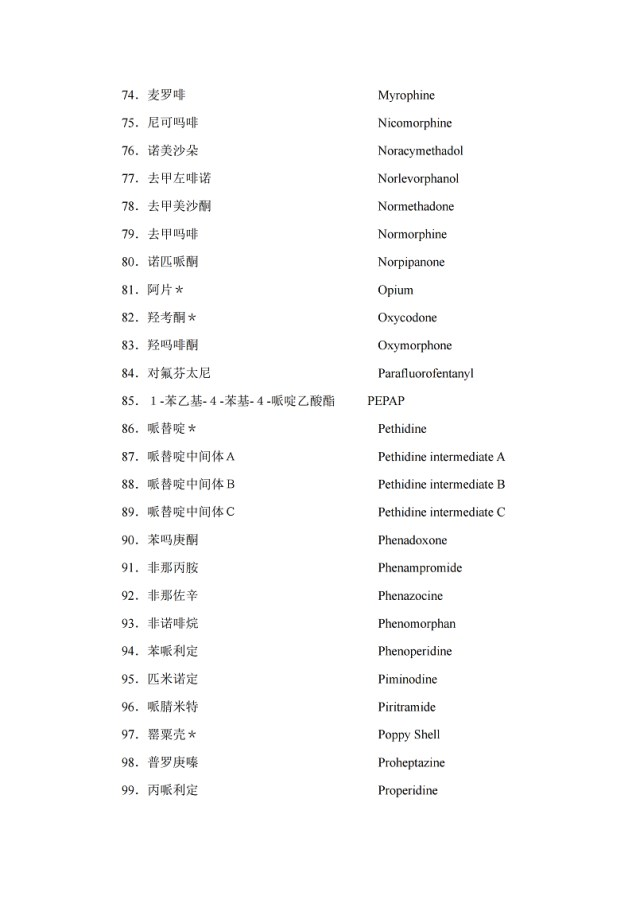 74．麦罗啡 Myrophine
75．尼可吗啡 Nicomorphine
76．诺美沙朵 Noracymethadol
77．去甲左啡诺 Norlevorphanol
78．去甲美沙酮 Normethadone
79．去甲吗啡 Normorphine
80．诺匹哌酮 Norpipanone
81．阿片＊ Opium
82．羟考酮＊ Oxycodone
83．羟吗啡酮 Oxymorphone
84．对氟芬太尼 Parafluorofentanyl
85．１-苯乙基-４-苯基-４-哌啶乙酸酯 PEPAP
86．哌替啶＊ Pethidine
87．哌替啶中间体Ａ Pethidine intermediate A
88．哌替啶中间体Ｂ Pethidine intermediate B
89．哌替啶中间体Ｃ Pethidine intermediate C
90．苯吗庚酮 Phenadoxone
91．非那丙胺 Phenampromide
92．非那佐辛 Phenazocine
93．非诺啡烷 Phenomorphan
94．苯哌利定 Phenoperidine
95．匹米诺定 Piminodine
96．哌腈米特 Piritramide
97．罂粟壳＊ Poppy Shell
98．普罗庚嗪 Proheptazine
99．丙哌利定 Properidine